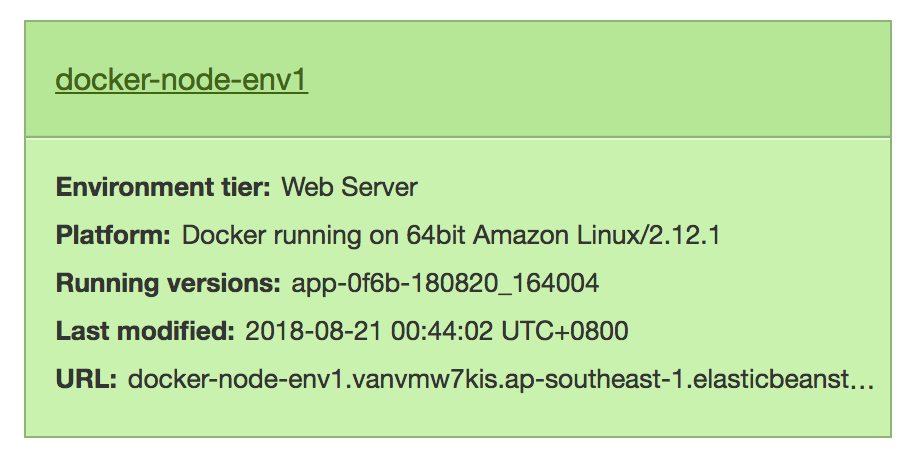 docker-node-env1
Environment tier: Web Server
Platform: Docker running on 64bit Amazon Linux/2.12.1
Running versions: app-0f6b-180820_164004
Last modified: 2018-08-21 00:44:02 UTC+0800
URL: docker-node-env1.vanvmw7kis.ap-southeast-1.elasticbeanst...